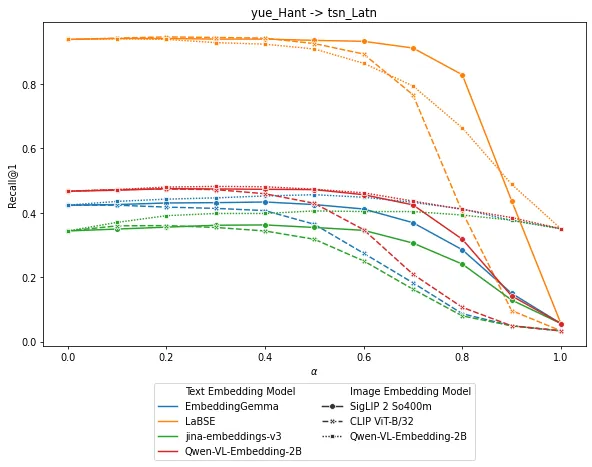 yue_Hant -> tsn_Latn
Recall@1
0.8
0.6
0.4
0.2
0.0
0.0 0.2 0.4 0.6 0.8 1.0
α
Text Embedding Model
EmbeddingGemma
LaBSE
jina-embeddings-v3
Qwen-VL-Embedding-2B
Image Embedding Model
SigLIP 2 So400m
CLIP ViT-B/32
Qwen-VL-Embedding-2B